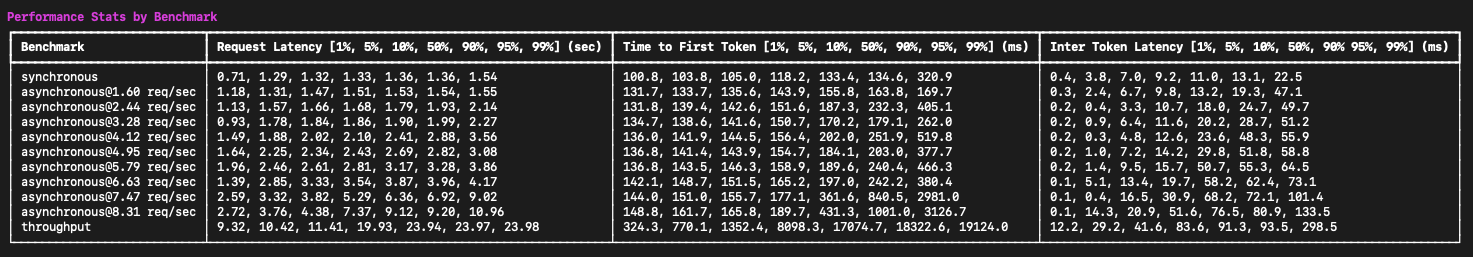 Performance Stats by Benchmark
Benchmark Request Latency [1%, 5%, 10%, 50%, 90%, 95%, 99%] (sec) Time to First Token [1%, 5%, 10%, 50%, 90%, 95%, 99%] (ms) Inter Token Latency [1%, 5%, 10%, 50%, 90% 95%, 99%] (ms)
synchronous 0.71, 1.29, 1.32, 1.33, 1.36, 1.36, 1.54 100.8, 103.8, 105.0, 118.2, 133.4, 134.6, 320.9 0.4, 3.8, 7.0, 9.2, 11.0, 13.1, 22.5
asynchronous@1.60 req/sec 1.18, 1.31, 1.47, 1.51, 1.53, 1.54, 1.55 131.7, 133.7, 135.6, 143.9, 155.8, 163.8, 169.7 0.3, 2.4, 6.7, 9.8, 13.2, 19.3, 47.1
asynchronous@2.44 req/sec 1.13, 1.57, 1.66, 1.68, 1.79, 1.93, 2.14 131.8, 139.4, 142.6, 151.6, 187.3, 232.3, 405.1 0.2, 0.4, 3.3, 10.7, 18.0, 24.7, 49.7
asynchronous@3.28 req/sec 0.93, 1.78, 1.84, 1.86, 1.90, 1.99, 2.27 134.7, 138.6, 141.6, 150.7, 170.2, 179.1, 262.0 0.2, 0.9, 6.4, 11.6, 20.2, 28.7, 51.2
asynchronous@4.12 req/sec 1.49, 1.88, 2.02, 2.10, 2.41, 2.88, 3.56 136.0, 141.9, 144.5, 156.4, 202.0, 251.9, 519.8 0.2, 0.3, 4.8, 12.6, 23.6, 48.3, 55.9
asynchronous@4.95 req/sec 1.64, 2.25, 2.34, 2.43, 2.69, 2.82, 3.08 136.8, 141.4, 143.9, 154.7, 184.1, 203.0, 377.7 0.2, 1.0, 7.2, 14.2, 29.8, 51.8, 58.8
asynchronous@5.79 req/sec 1.96, 2.46, 2.61, 2.81, 3.17, 3.28, 3.86 136.8, 143.5, 146.3, 158.9, 189.6, 240.4, 466.3 0.2, 1.4, 9.5, 15.7, 50.7, 55.3, 64.5
asynchronous@6.63 req/sec 1.39, 2.85, 3.33, 3.54, 3.87, 3.96, 4.17 142.1, 148.7, 151.5, 165.2, 197.0, 242.2, 380.4 0.1, 5.1, 13.4, 19.7, 58.2, 62.4, 73.1
asynchronous@7.47 req/sec 2.59, 3.32, 3.82, 5.29, 6.36, 6.92, 9.02 144.0, 151.0, 155.7, 177.1, 361.6, 840.5, 2981.0 0.1, 0.4, 16.5, 30.9, 68.2, 72.1, 101.4
asynchronous@8.31 req/sec 2.72, 3.76, 4.38, 7.37, 9.12, 9.20, 10.96 148.8, 161.7, 165.8, 189.7, 431.3, 1001.0, 3126.7 0.1, 14.3, 20.9, 51.6, 76.5, 80.9, 133.5
throughput 9.32, 10.42, 11.41, 19.93, 23.94, 23.97, 23.98 324.3, 770.1, 1352.4, 8098.3, 17074.7, 18322.6, 19124.0 12.2, 29.2, 41.6, 83.6, 91.3, 93.5, 298.5